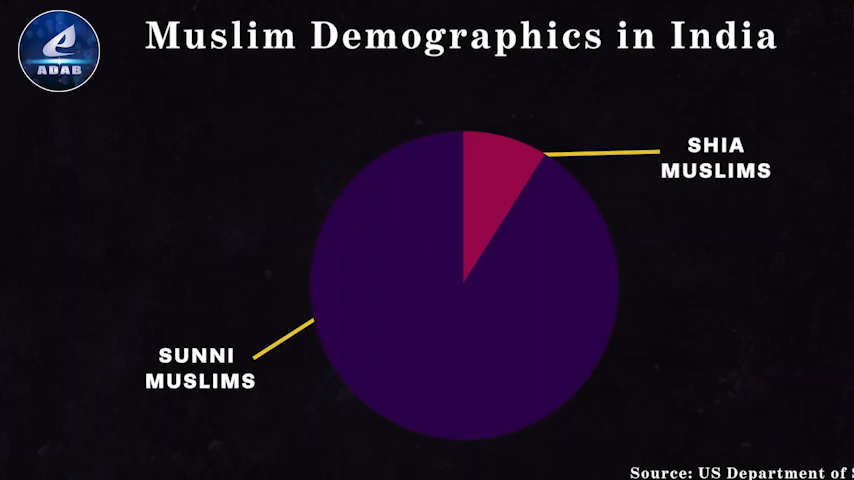 ADAB
Muslim Demographics in India
SHIA
MUSLIMS
SUNNI
MUSLIMS
Source: US Department of